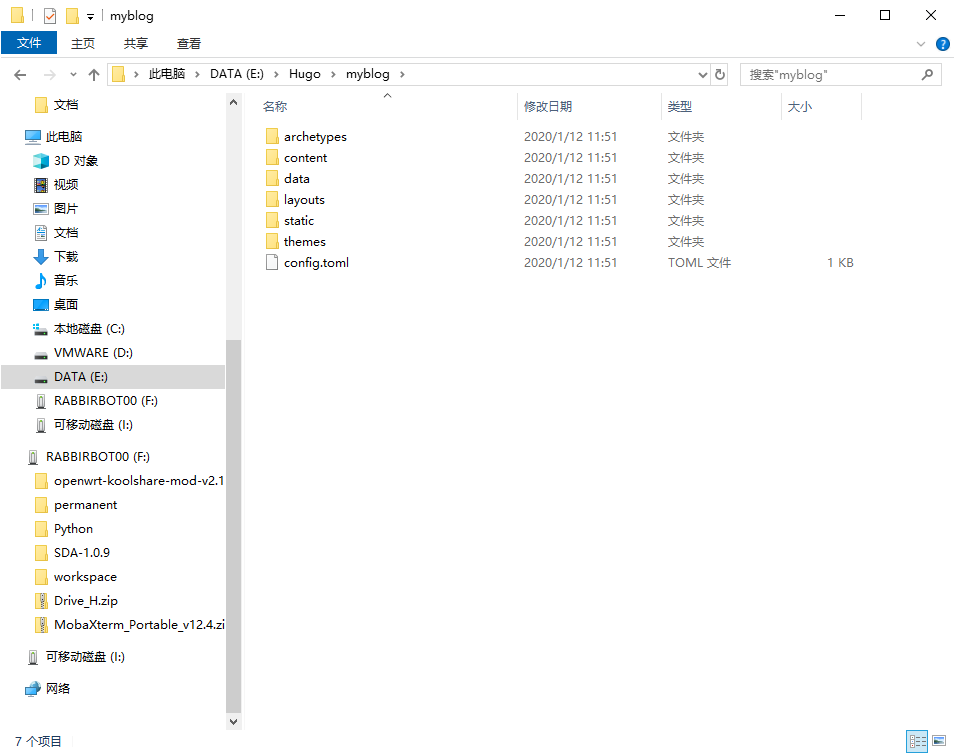 myblog
文件 主页 共享 查看
此电脑 DATA (E:) Hugo myblog 搜索"myblog"
名称 修改日期 类型 大小
archetypes 2020/1/12 11:51 文件夹
content 2020/1/12 11:51 文件夹
data 2020/1/12 11:51 文件夹
layouts 2020/1/12 11:51 文件夹
static 2020/1/12 11:51 文件夹
themes 2020/1/12 11:51 文件夹
config.toml 2020/1/12 11:51 TOML 文件 1 KB
文档
此电脑
3D 对象
视频
图片
文档
下载
音乐
桌面
本地磁盘 (C:)
VMWARE (D:)
DATA (E:)
RABBIRBOT00 (F:)
可移动磁盘 (I:)
RABBIRBOT00 (F:)
openwrt-koolshare-mod-v2.1
permanent
Python
SDA-1.0.9
workspace
Drive_H.zip
MobaXterm_Portable_v12.4.zi
可移动磁盘 (I:)
网络
7 个项目